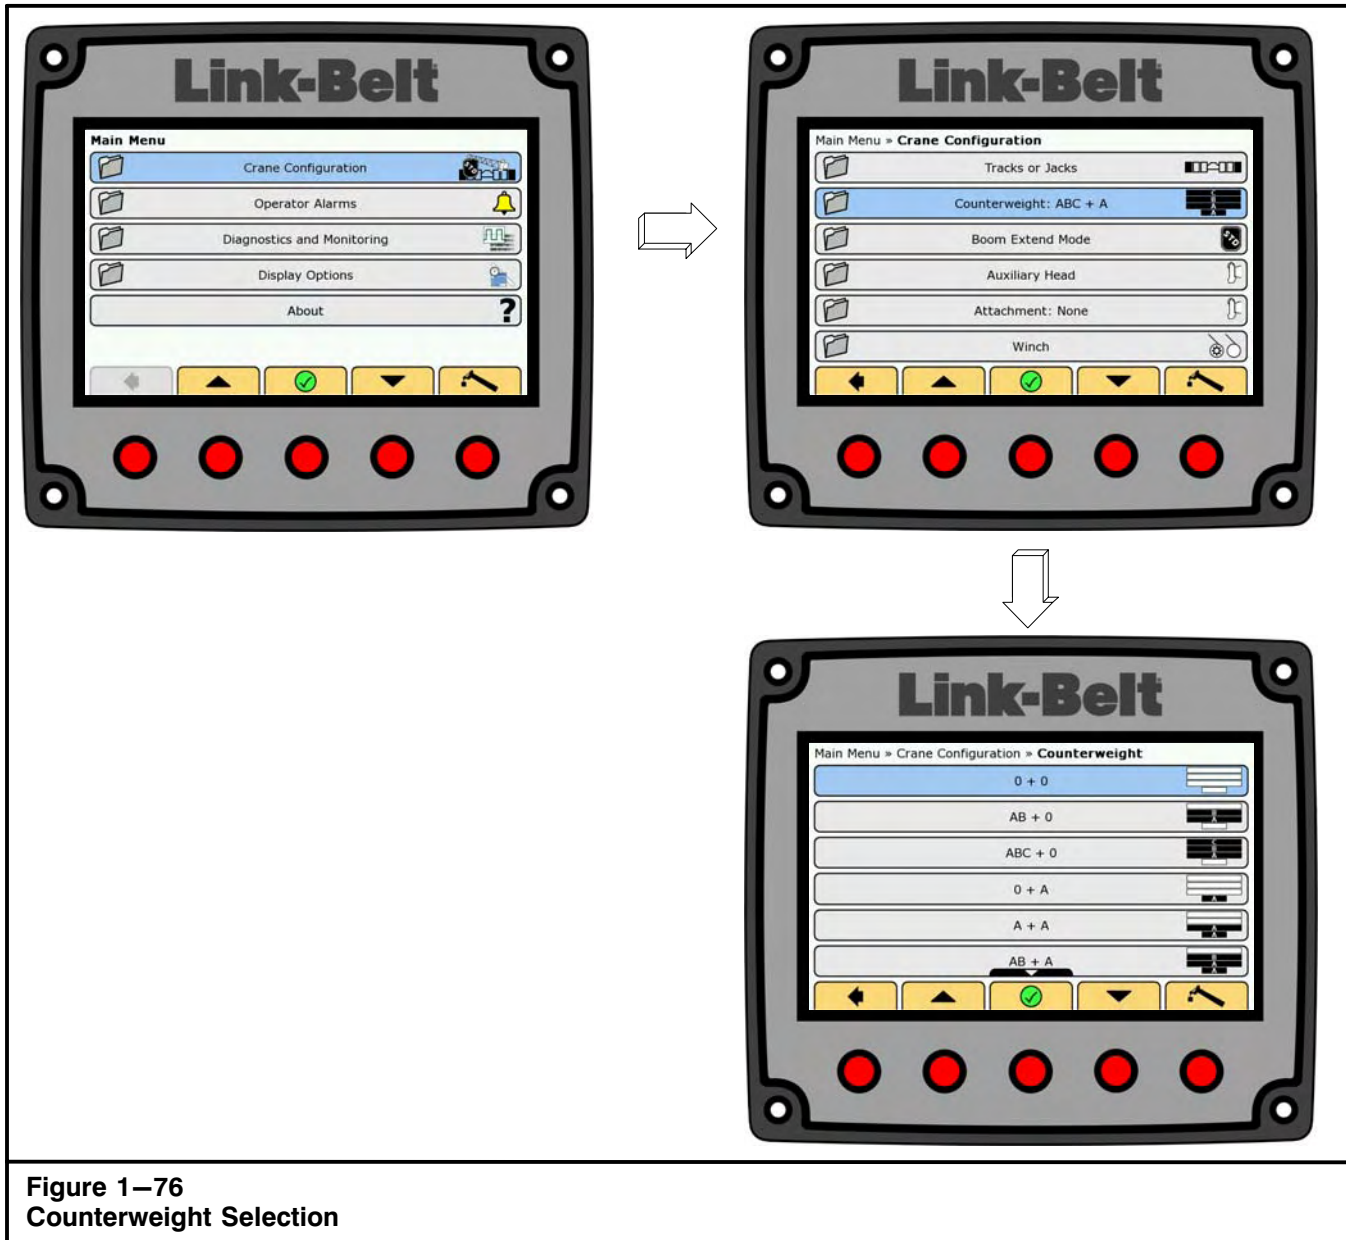 Link-Belt
Main Menu
Crane Configuration
Operator Alarms
Diagnostics and Monitoring
Display Options
About
?
Link-Belt
Main Menu » Crane Configuration
Tracks or Jacks
Counterweight: ABC + A
Boom Extend Mode
Auxiliary Head
Attachment: None
Winch
Link-Belt
Main Menu » Crane Configuration » Counterweight
0 + 0
AB + 0
ABC + 0
0 + A
A + A
AB + A
Figure 1–76
Counterweight Selection